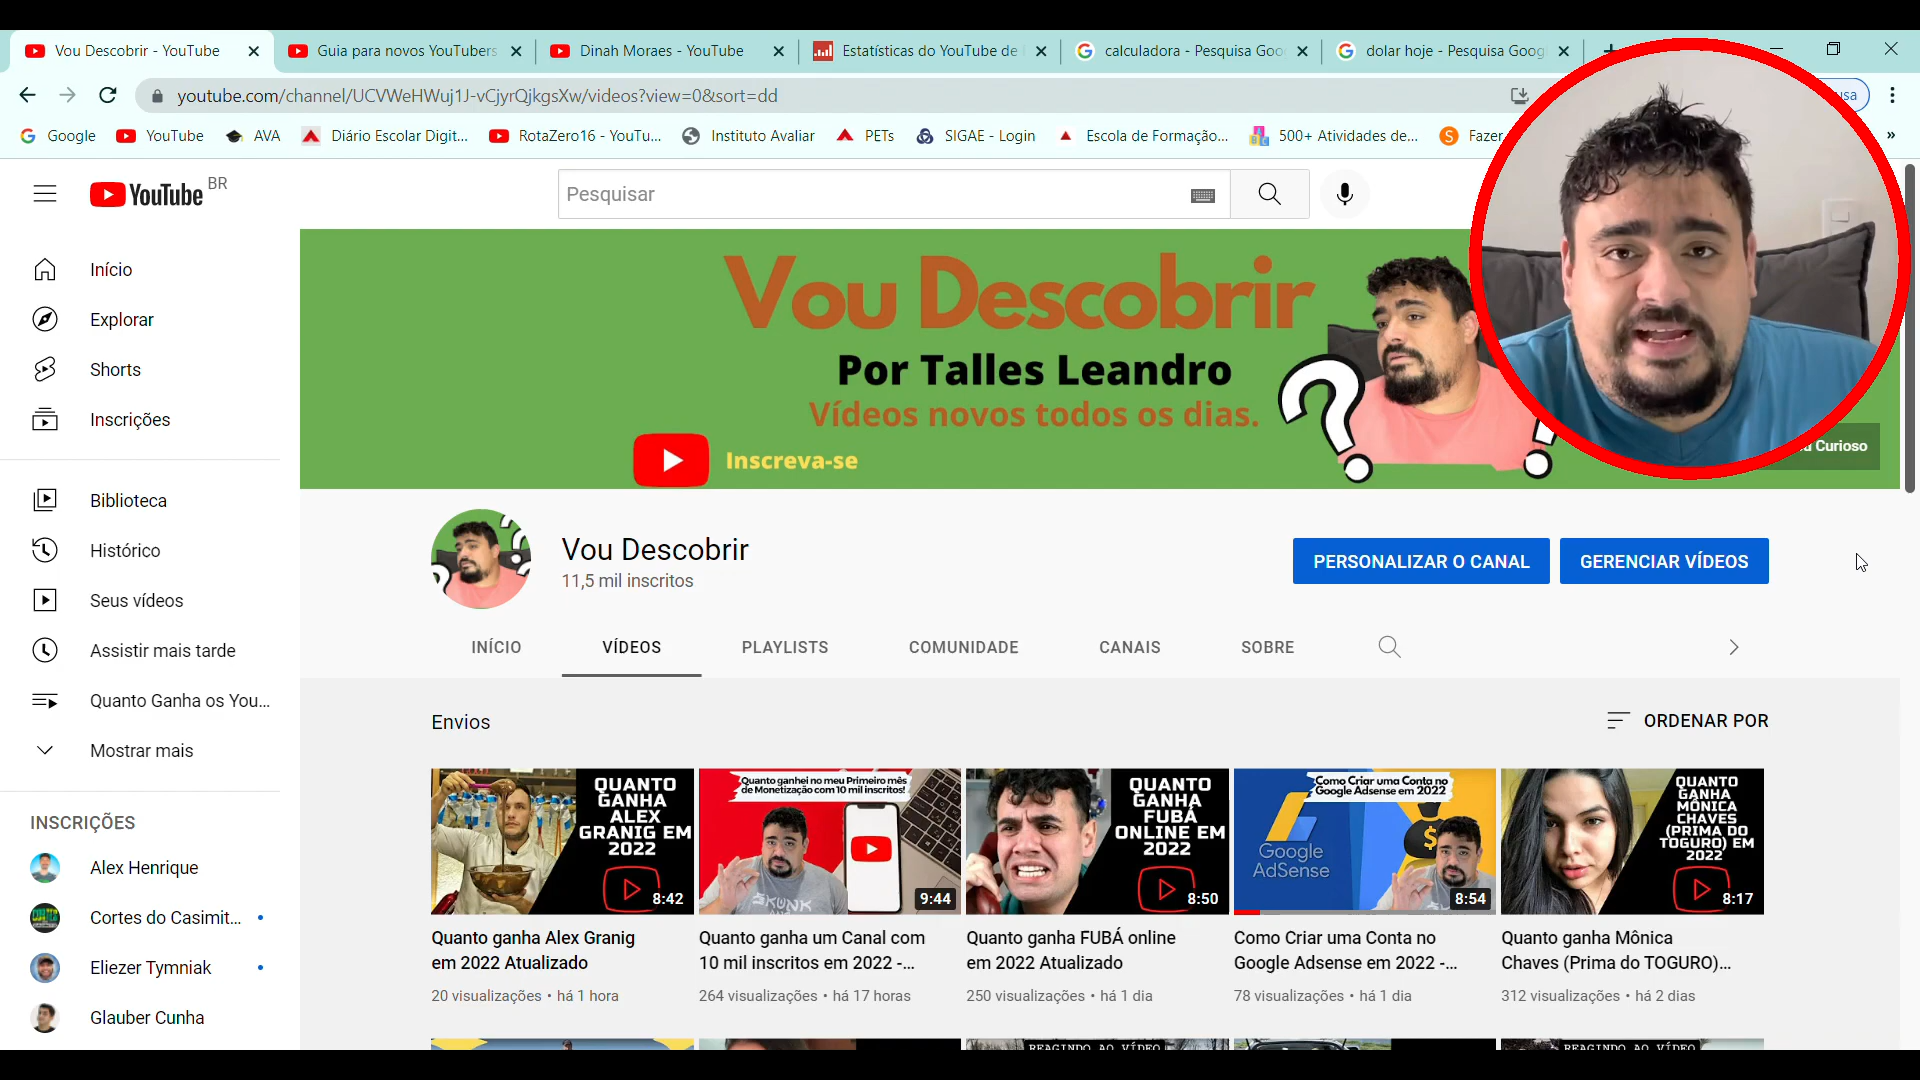 Vou Descobrir - YouTube
Guia para novos YouTubers
Dinah Moraes - YouTube
Estatísticas do YouTube de
calculadora - Pesquisa Goo
dolar hoje - Pesquisa Goog
youtube.com/channel/UCVWeHWuj1J-vCjyrQjkgsXw/videos?view=0&sort=dd
usa
Google
YouTube
AVA
Diário Escolar Digit...
RotaZero16 - YouTu...
Instituto Avaliar
PETs
SIGAE - Login
Escola de Formação...
500+ Atividades de...
Fazer
YouTube BR
Pesquisar
Início
Explorar
Shorts
Inscrições
Biblioteca
Histórico
Seus vídeos
Assistir mais tarde
Quanto Ganha os You...
Mostrar mais
INSCRIÇÕES
Alex Henrique
Cortes do Casimit...
Eliezer Tymniak
Glauber Cunha
Vou Descobrir
Por Talles Leandro
Vídeos novos todos os dias.
Inscreva-se
Curioso
Vou Descobrir
11,5 mil inscritos
PERSONALIZAR O CANAL
GERENCIAR VÍDEOS
INÍCIO
VÍDEOS
PLAYLISTS
COMUNIDADE
CANAIS
SOBRE
Envios
ORDENAR POR
QUANTO
GANHA
ALEX
GRANIG EM
2022
8:42
Quanto ganha Alex Granig
em 2022 Atualizado
20 visualizações • há 1 hora
Quanto ganhei no meu Primeiro mês
de Monetização com 10 mil inscritos!
SKUNK
9:44
Quanto ganha um Canal com
10 mil inscritos em 2022 -...
264 visualizações • há 17 horas
QUANTO
GANHA
FUBÁ
ONLINE EM
2022
8:50
Quanto ganha FUBÁ online
em 2022 Atualizado
250 visualizações • há 1 dia
Como Criar uma Conta no
Google Adsense em 2022
Google
AdSense
8:54
Como Criar uma Conta no
Google Adsense em 2022 -...
78 visualizações • há 1 dia
QUANTO
GANHA
MÔNICA
CHAVES
(PRIMA DO
TOGURO) EM
2022
8:17
Quanto ganha Mônica
Chaves (Prima do TOGURO)...
312 visualizações • há 2 dias
REAGINDO AO VÍDEO
REAGINDO AO VÍDEO